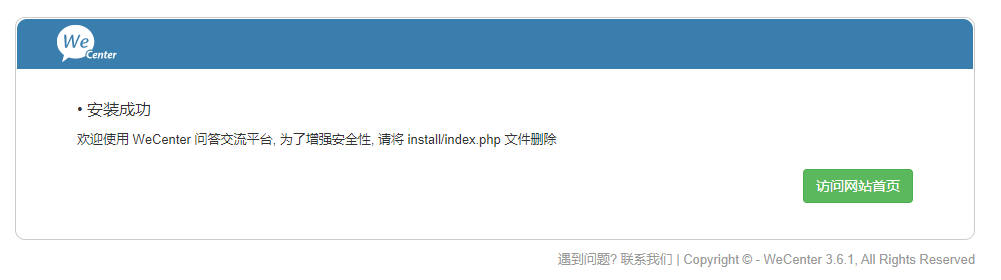 We
Center
• 安装成功
欢迎使用 WeCenter 问答交流平台, 为了增强安全性, 请将 install/index.php 文件删除
访问网站首页
遇到问题? 联系我们 | Copyright © - WeCenter 3.6.1, All Rights Reserved